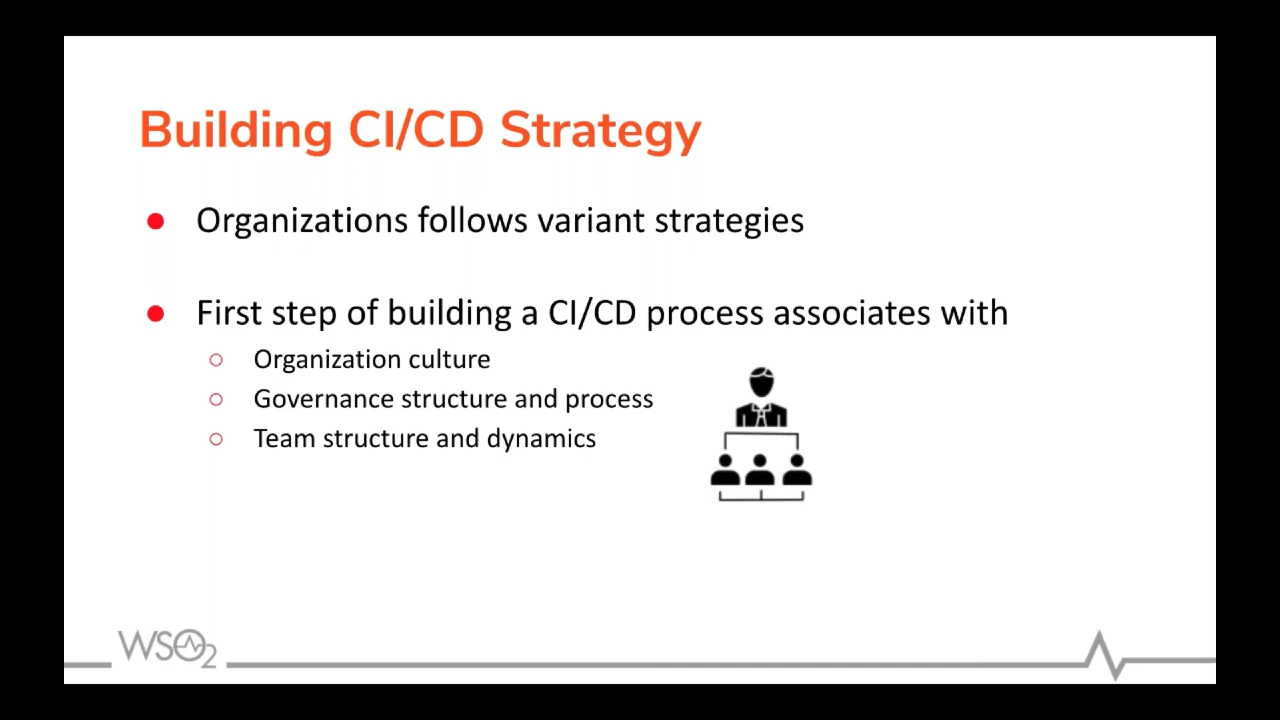 Building CI/CD Strategy
● Organizations follows variant strategies
● First step of building a CI/CD process associates with
○ Organization culture
○ Governance structure and process
○ Team structure and dynamics
WSO2